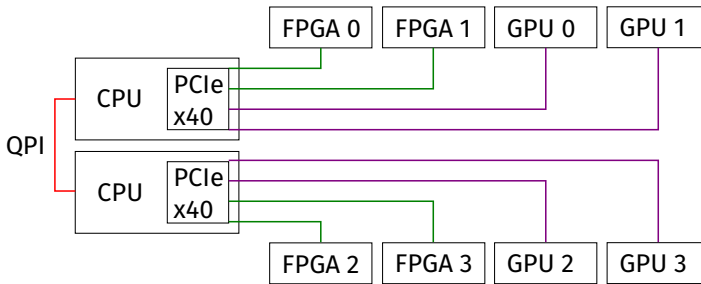 FPGA 0
FPGA 1
GPU 0
GPU 1
CPU
PCIe
x40
QPI
CPU
PCIe
x40
FPGA 2
FPGA 3
GPU 2
GPU 3